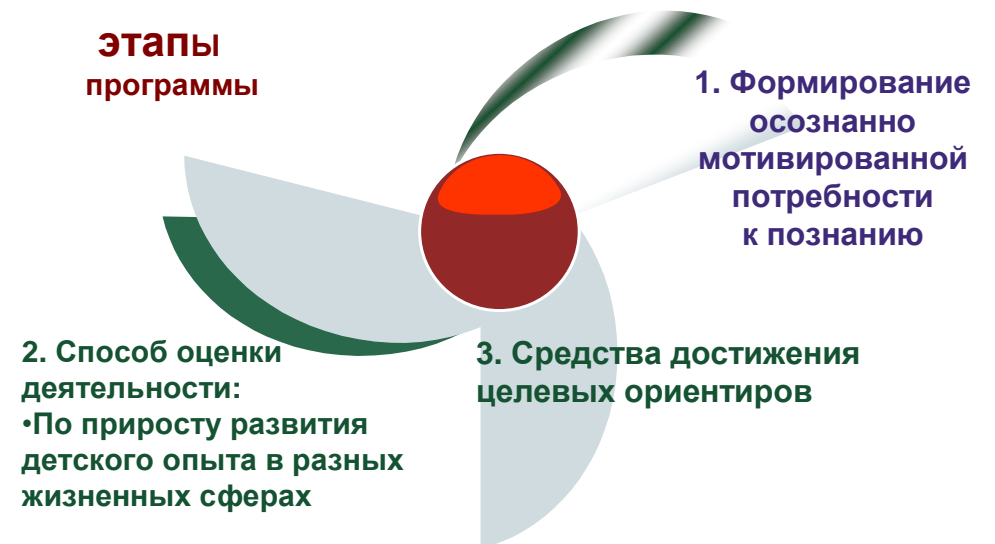 этапы
программы
1. Формирование
осознанно
мотивированной
потребности
к познанию
2. Способ оценки
деятельности:
•По приросту развития
детского опыта в разных
жизненных сферах
3. Средства достижения
целевых ориентиров